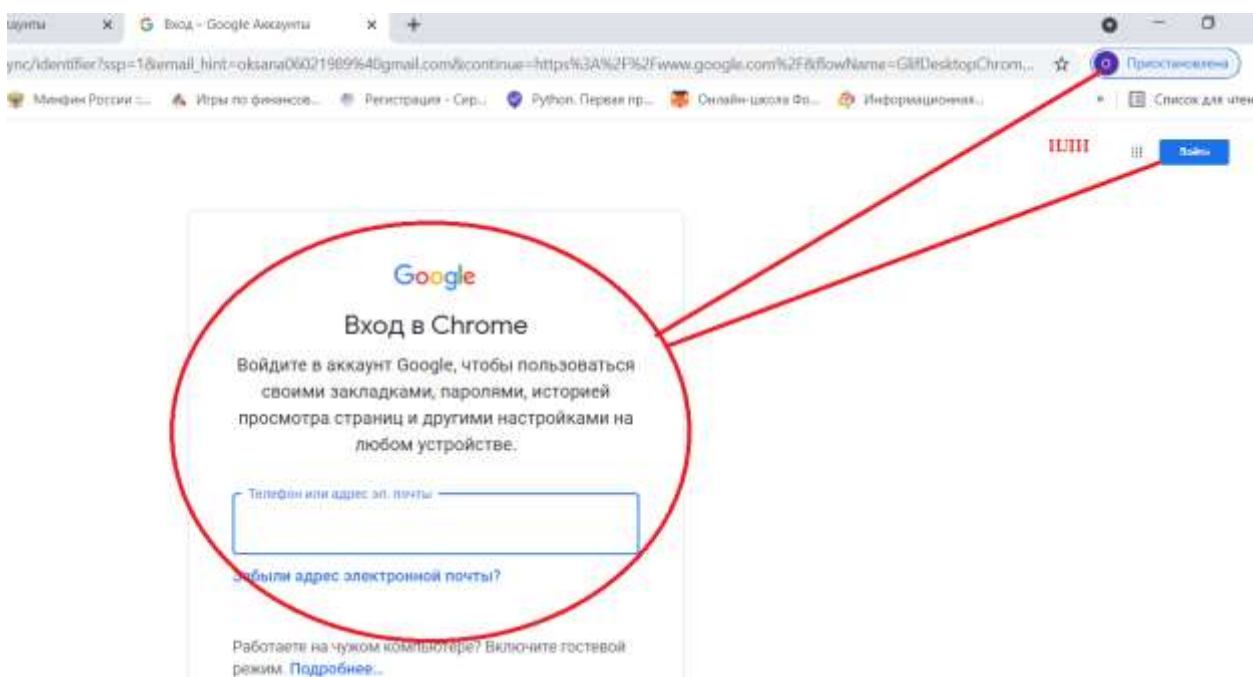 Вход – Google Аккаунты
ync/identifier?ssp=1&email_hint=oksana06021989%40gmail.com&continue=https%3A%2F%2Fwww.google.com%2F&flowName=GlifDesktopChrom...
Приостановлена
Минфин России ::...
Игры по финансов...
Регистрация - Сер...
Python. Первая пр...
Онлайн-школа Фо...
Информационная...
»
Список для чтен
или
Войти
Google
Вход в Chrome
Войдите в аккаунт Google, чтобы пользоваться
своими закладками, паролями, историей
просмотра страниц и другими настройками на
любом устройстве.
Телефон или адрес эл. почты
Забыли адрес электронной почты?
Работаете на чужом компьютере? Включите гостевой
режим. Подробнее...